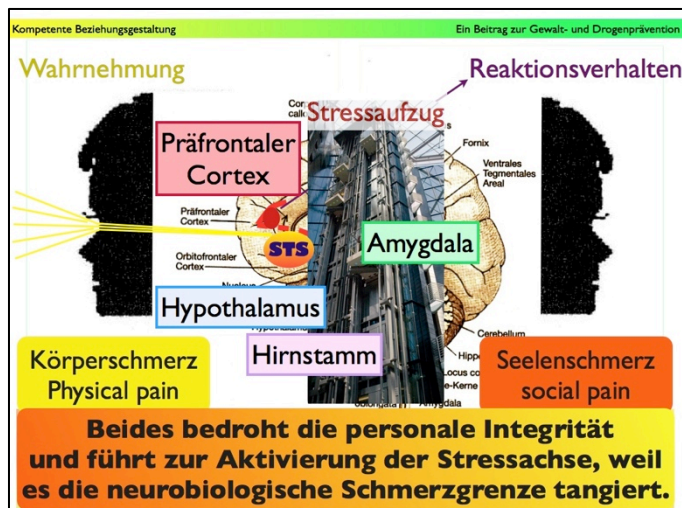 Kompetente Beziehungsgestaltung
Ein Beitrag zur Gewalt- und Drogenprävention
Wahrnehmung
Reaktionsverhalten
Stressaufzug
Präfrontaler
Cortex
Fornix
Ventrales
Tegmentales
Areal
Präfrontaler
Cortex
STS
Amygdala
Orbitofrontaler
Cortex
Hypothalamus
Hirnstamm
Cerebellum
Körperschmerz
Physical pain
Seelenschmerz
social pain
Beides bedroht die personale Integrität
und führt zur Aktivierung der Stressachse, weil
es die neurobiologische Schmerzgrenze tangiert.